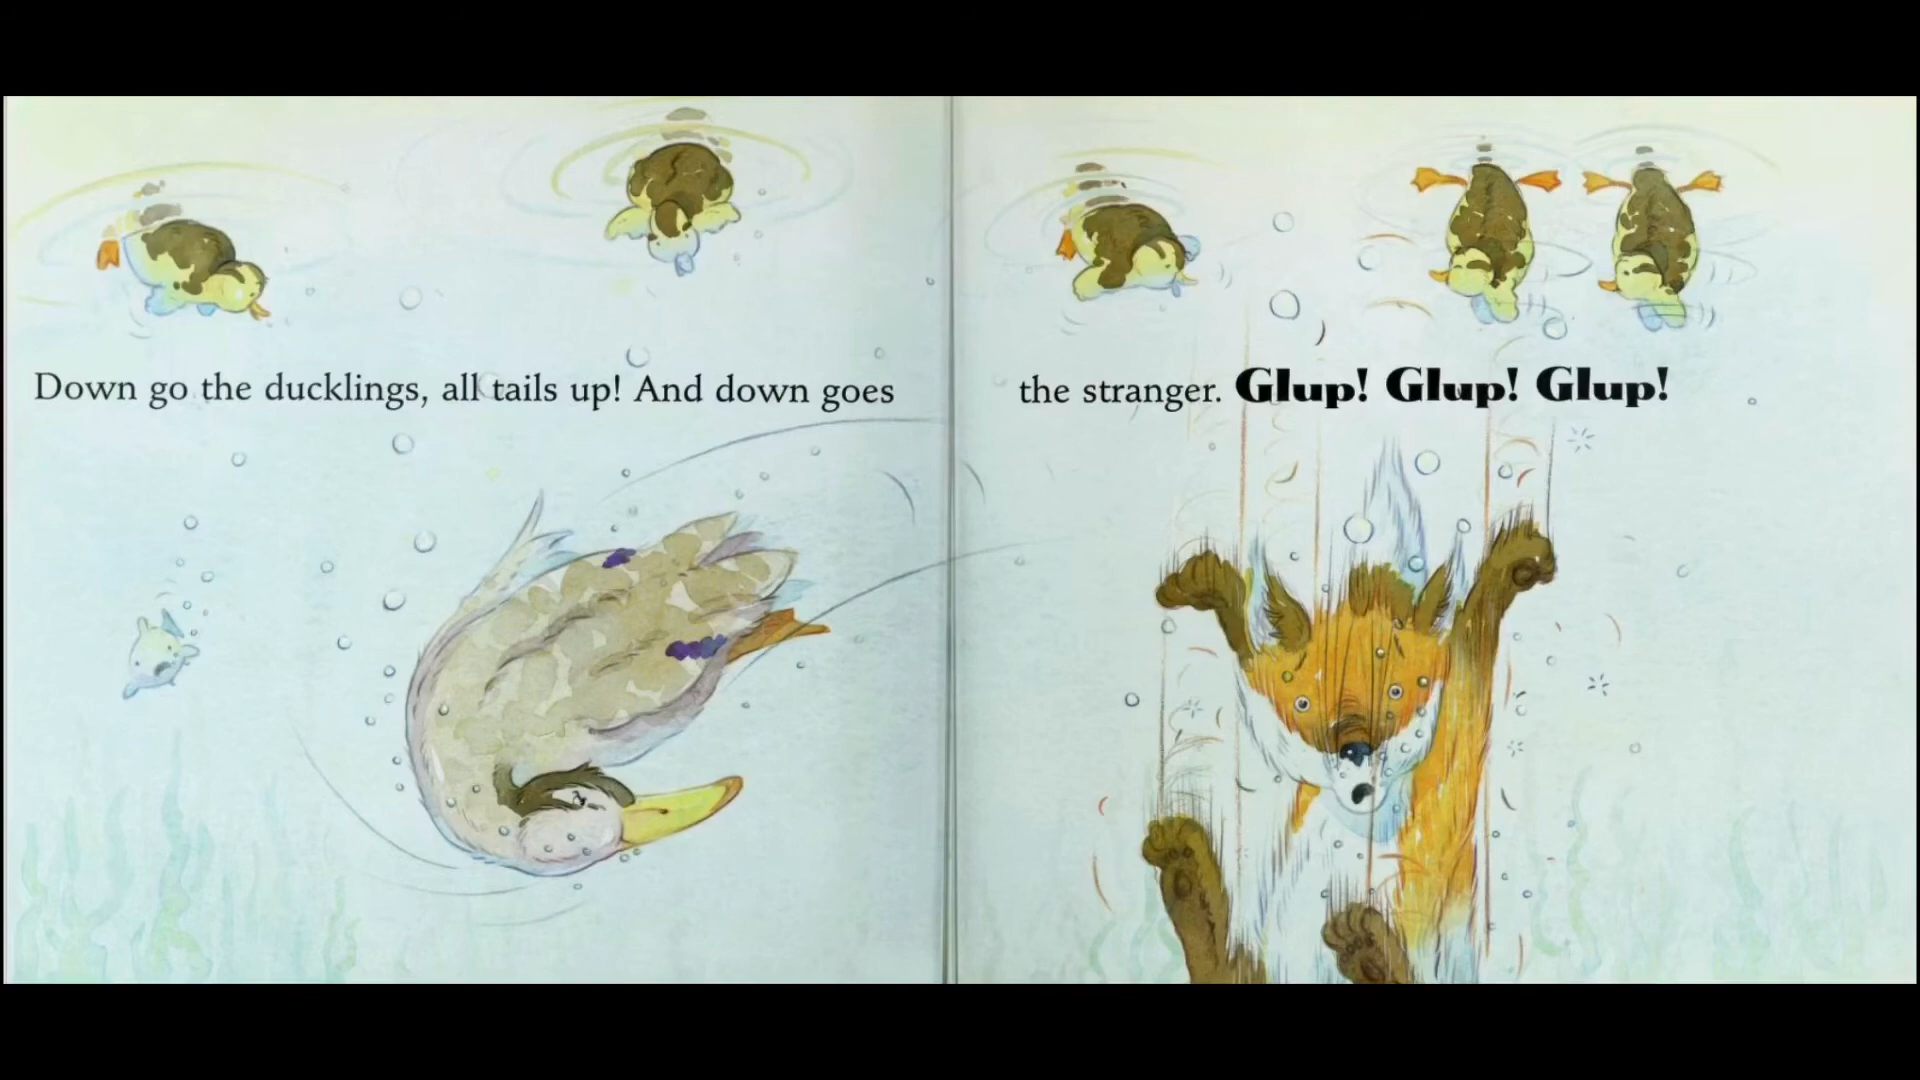 Down go the ducklings, all tails up! And down goes
the stranger. Glup! Glup! Glup!